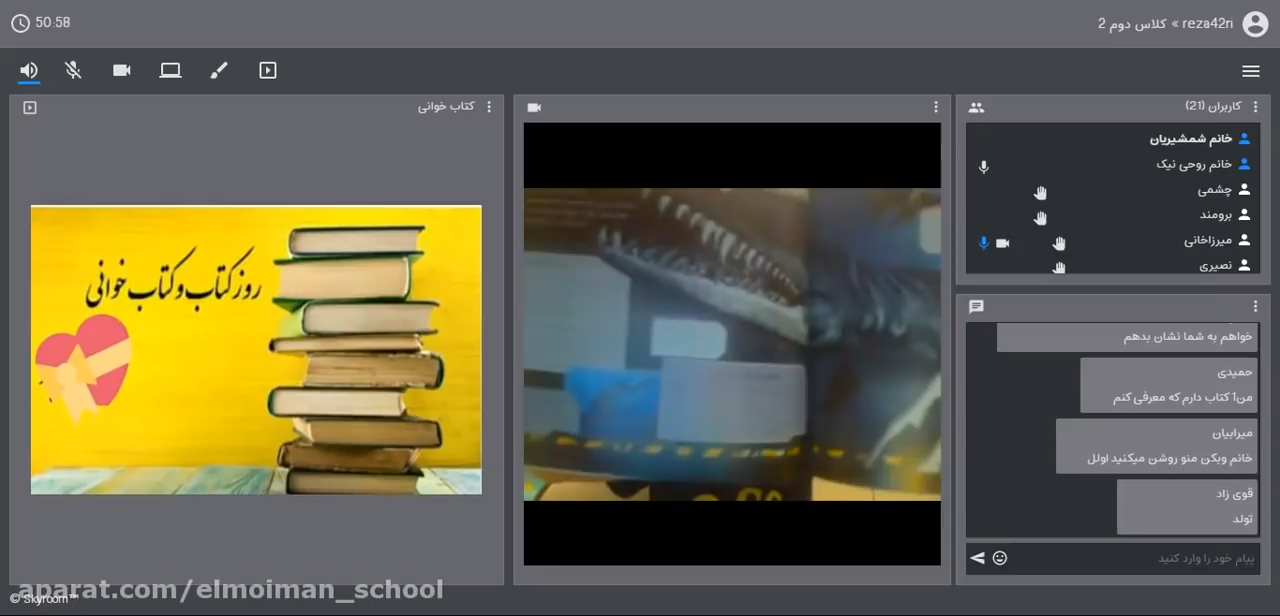 50:58
reza42ri » کلاس دوم 2
کتاب خوانی
روز کتاب و کتاب خوانی
کاربران (21)
خانم شمشیریان
خانم روحی نیک
چشمی
برومند
میرزاخانی
نصیری
خواهم به شما نشان بدهم
حمیدی
من1 کتاب دارم که معرفی کنم
میرابیان
خانم وبکن منو روشن میکنید اولل
قوی زاد
تولد
پیام خود را وارد کنید
aparat.com/elmoiman_school
© Skyroom™